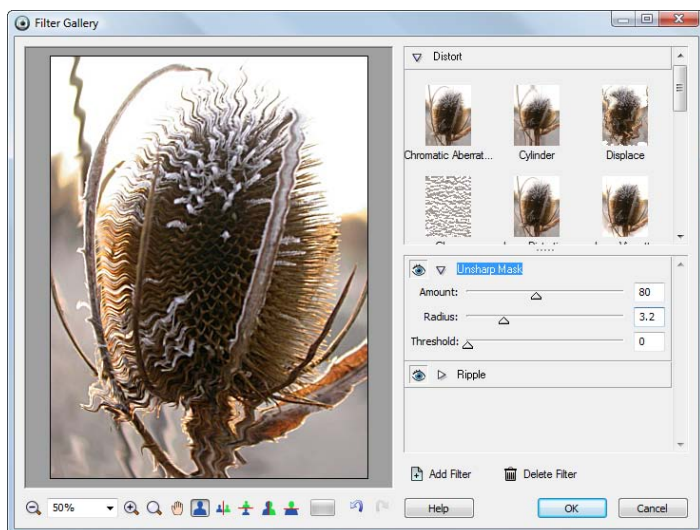 Filter Gallery
Distort
Chromatic Aberrat...
Cylinder
Displace
Unsharp Mask
Amount:
80
Radius:
3.2
Threshold:
0
Ripple
Add Filter
Delete Filter
50%
Help
OK
Cancel